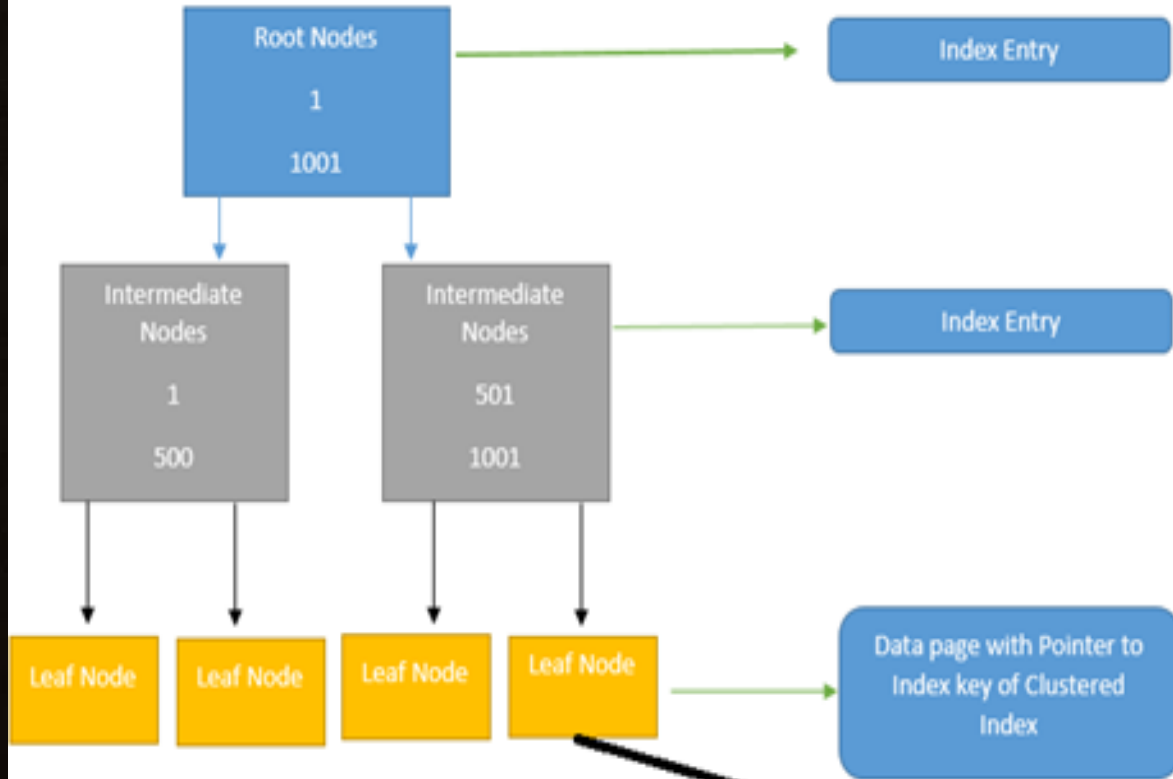 Root Nodes
1
1001
Index Entry
Intermediate
Nodes
1
500
Intermediate
Nodes
501
1001
Index Entry
Leaf Node
Leaf Node
Leaf Node
Leaf Node
Data page with Pointer to
Index key of Clustered
Index